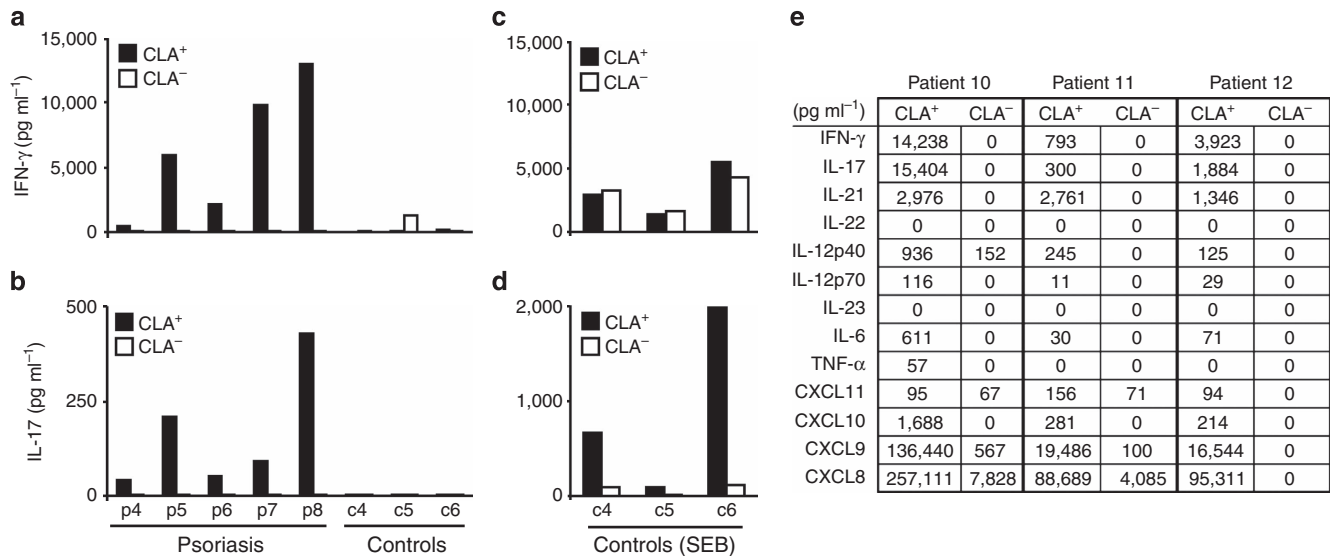 a
15,000
10,000
5,000
0
IFN-γ (pg ml⁻¹)
CLA⁺
CLA⁻
b
500
250
0
IL-17 (pg ml⁻¹)
CLA⁺
CLA⁻
p4 p5 p6 p7 p8 c4 c5 c6
Psoriasis Controls
c
15,000
10,000
5,000
0
CLA⁺
CLA⁻
d
2,000
1,000
0
CLA⁺
CLA⁻
c4 c5 c6
Controls (SEB)
e
Patient 10 Patient 11 Patient 12
(pg ml⁻¹) CLA⁺ CLA⁻ CLA⁺ CLA⁻ CLA⁺ CLA⁻
IFN-γ 14,238 0 793 0 3,923 0
IL-17 15,404 0 300 0 1,884 0
IL-21 2,976 0 2,761 0 1,346 0
IL-22 0 0 0 0 0 0
IL-12p40 936 152 245 0 125 0
IL-12p70 116 0 11 0 29 0
IL-23 0 0 0 0 0 0
IL-6 611 0 30 0 71 0
TNF-α 57 0 0 0 0 0
CXCL11 95 67 156 71 94 0
CXCL10 1,688 0 281 0 214 0
CXCL9 136,440 567 19,486 100 16,544 0
CXCL8 257,111 7,828 88,689 4,085 95,311 0